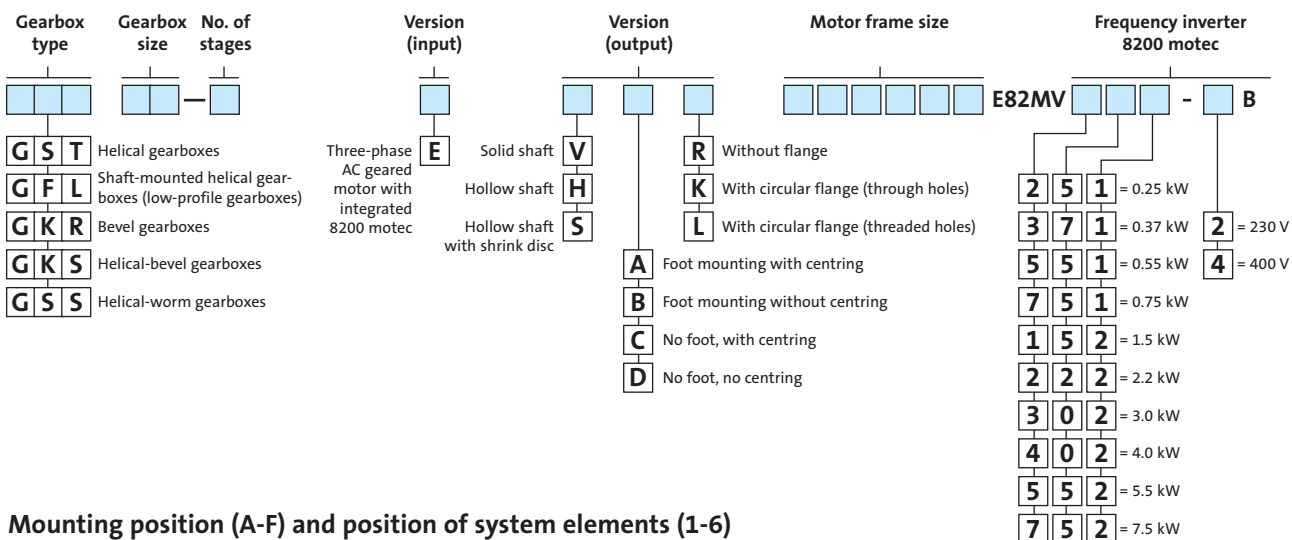 Gearbox type
Gearbox size
No. of stages
Version (input)
Version (output)
Motor frame size
Frequency inverter 8200 motec
— E82MV - B
G S T Helical gearboxes
G F L Shaft-mounted helical gear-
boxes (low-profile gearboxes)
G K R Bevel gearboxes
G K S Helical-bevel gearboxes
G S S Helical-worm gearboxes
Three-phase E
AC geared
motor with
integrated
8200 motec
Solid shaft V
Hollow shaft H
Hollow shaft S
with shrink disc
R Without flange
K With circular flange (through holes)
L With circular flange (threaded holes)
A Foot mounting with centring
B Foot mounting without centring
C No foot, with centring
D No foot, no centring
2 5 1 = 0.25 kW
3 7 1 = 0.37 kW
5 5 1 = 0.55 kW
7 5 1 = 0.75 kW
1 5 2 = 1.5 kW
2 2 2 = 2.2 kW
3 0 2 = 3.0 kW
4 0 2 = 4.0 kW
5 5 2 = 5.5 kW
7 5 2 = 7.5 kW
2 = 230 V
4 = 400 V
Mounting position (A-F) and position of system elements (1-6)